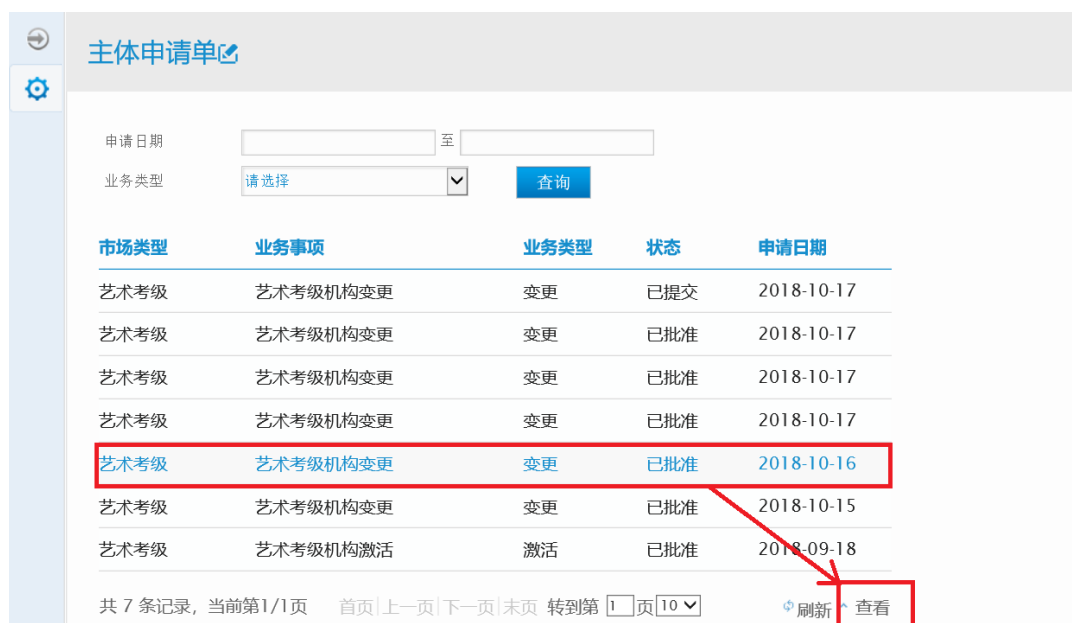 主体申请单
申请日期 至
业务类型 请选择 查询
市场类型 业务事项 业务类型 状态 申请日期
艺术考级 艺术考级机构变更 变更 已提交 2018-10-17
艺术考级 艺术考级机构变更 变更 已批准 2018-10-17
艺术考级 艺术考级机构变更 变更 已批准 2018-10-17
艺术考级 艺术考级机构变更 变更 已批准 2018-10-17
艺术考级 艺术考级机构变更 变更 已批准 2018-10-16
艺术考级 艺术考级机构变更 变更 已批准 2018-10-15
艺术考级 艺术考级机构激活 激活 已批准 2018-09-18
共 7 条记录，当前第1/1页 首页 上一页 下一页 末页 转到第 1 页 10 刷新 查看